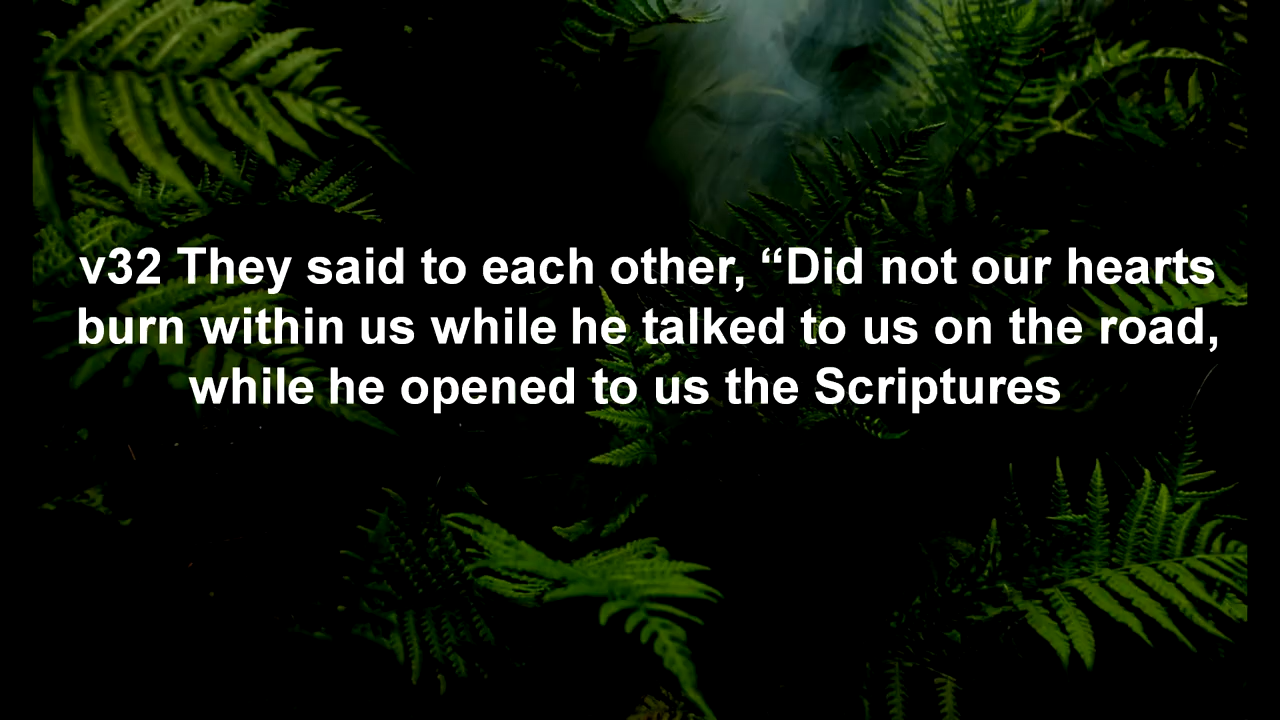 v32 They said to each other, “Did not our hearts
burn within us while he talked to us on the road,
while he opened to us the Scriptures